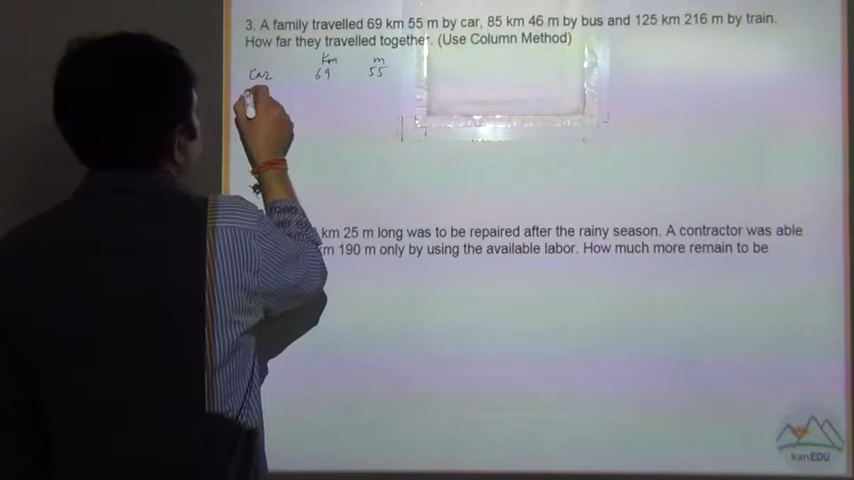 3. A family travelled 69 km 55 m by car, 85 km 46 m by bus and 125 km 216 m by train.
How far they travelled together. (Use Column Method)
Km m
Car 69 55
km 25 m long was to be repaired after the rainy season. A contractor was able
m 190 m only by using the available labor. How much more remain to be
kanEDU